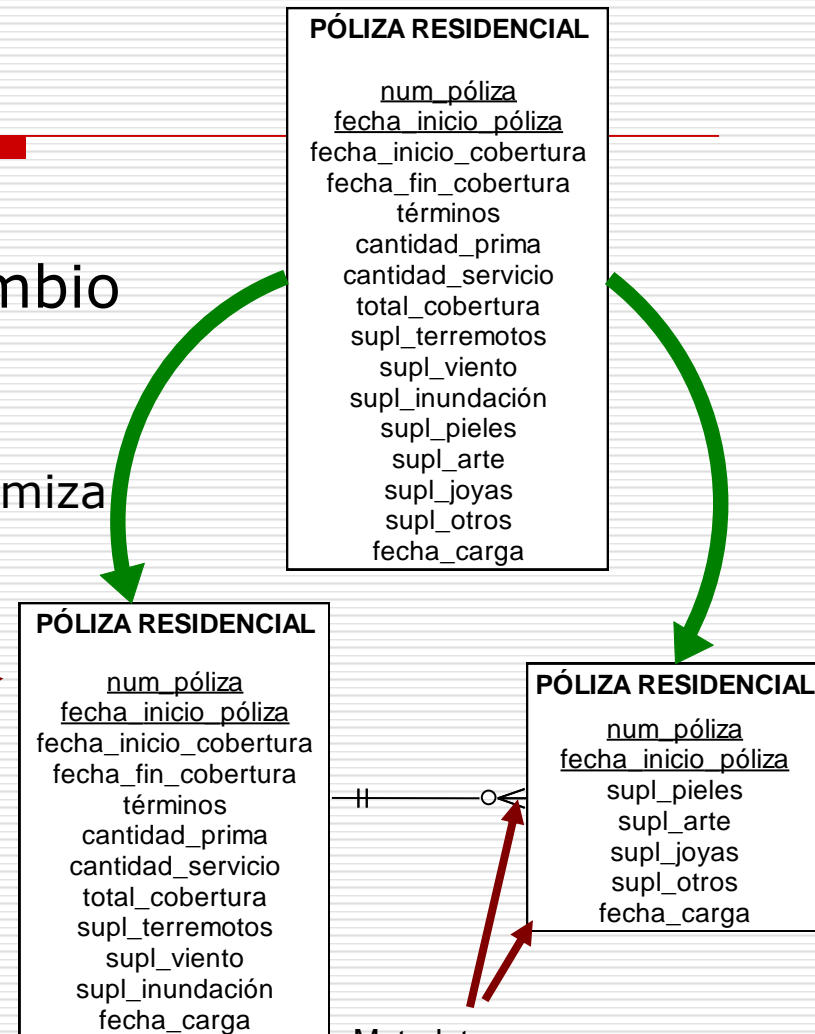 PÓLIZA RESIDENCIAL
num_póliza
fecha_inicio_póliza
fecha_inicio_cobertura
fecha_fin_cobertura
términos
cantidad_prima
cantidad_servicio
total_cobertura
supl_terremotos
supl_viento
supl_inundación
supl_pieles
supl_arte
supl_joyas
supl_otros
fecha_carga
mbio
miza
PÓLIZA RESIDENCIAL
num_póliza
fecha_inicio_póliza
fecha_inicio_cobertura
fecha_fin_cobertura
términos
cantidad_prima
cantidad_servicio
total_cobertura
supl_terremotos
supl_viento
supl_inundación
fecha_carga
PÓLIZA RESIDENCIAL
num_póliza
fecha_inicio_póliza
supl_pieles
supl_arte
supl_joyas
supl_otros
fecha_carga